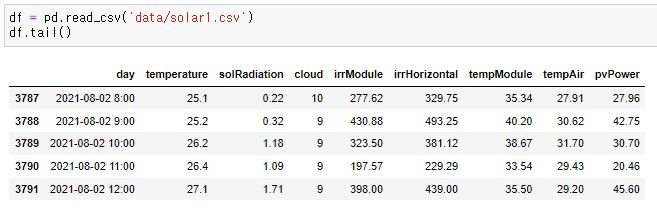 df = pd.read_csv('data/solar1.csv')
df.tail()
day temperature solRadiation cloud irrModule irrHorizontal tempModule tempAir pvPower
3787 2021-08-02 8:00 25.1 0.22 10 277.62 329.75 35.34 27.91 27.96
3788 2021-08-02 9:00 25.2 0.32 9 430.88 493.25 40.20 30.62 42.75
3789 2021-08-02 10:00 26.2 1.18 9 323.50 381.12 38.67 31.70 30.70
3790 2021-08-02 11:00 26.4 1.09 9 197.57 229.29 33.54 29.43 20.46
3791 2021-08-02 12:00 27.1 1.71 9 398.00 439.00 35.50 29.20 45.60